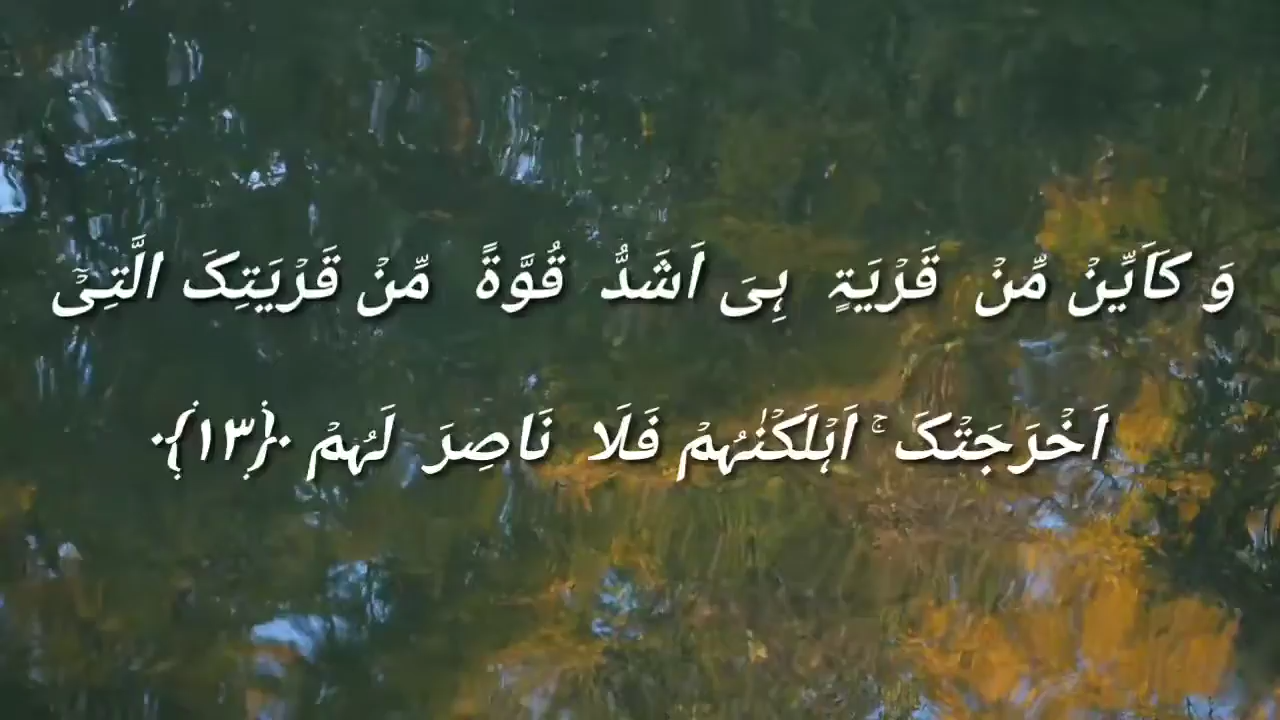 وَ کَاَیِّنۡ مِّنۡ قَرۡیَۃٍ ہِیَ اَشَدُّ قُوَّۃً مِّنۡ قَرۡیَتِکَ الَّتِیۡۤ
اَخۡرَجَتۡکَ ۚ اَہۡلَکۡنٰہُمۡ فَلَا نَاصِرَ لَہُمۡ ﴿۱۳﴾